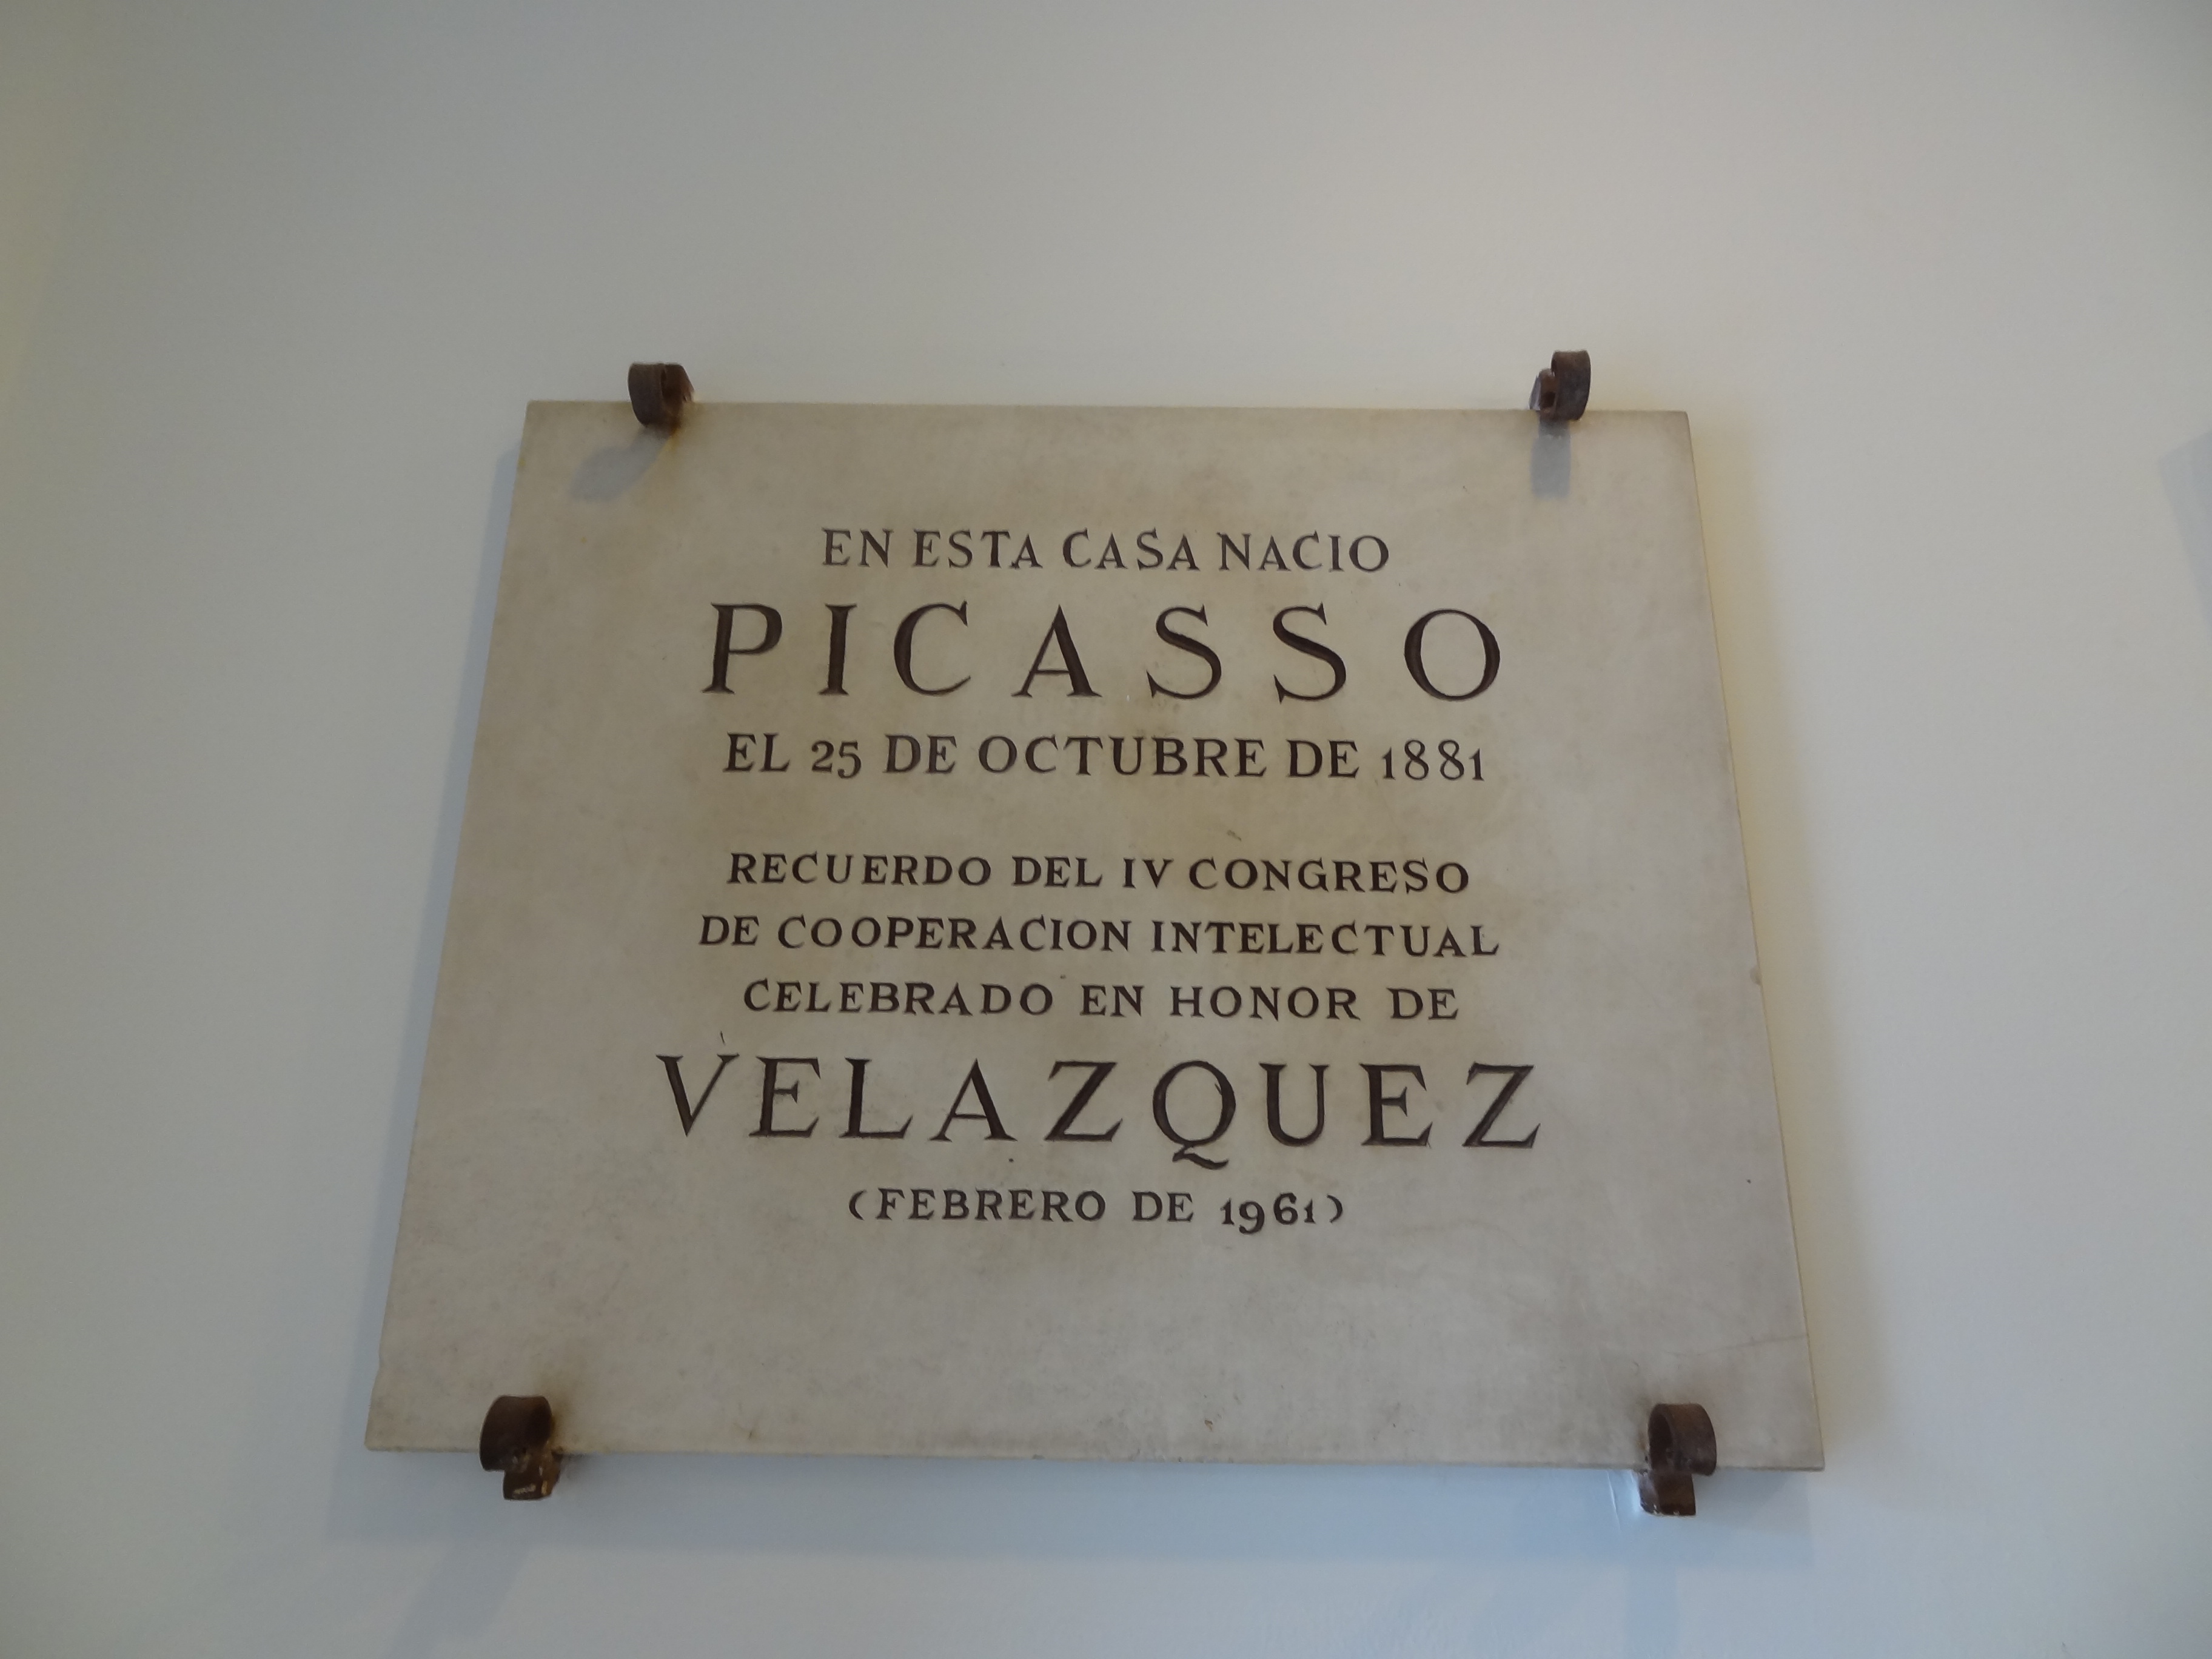 EN ESTA CASA NACIO
PICASSO
EL 25 DE OCTUBRE DE 1881
RECUERDO DEL IV CONGRESO
DE COOPERACION INTELECTUAL
CELEBRADO EN HONOR DE
VELAZQUEZ
(FEBRERO DE 1961)